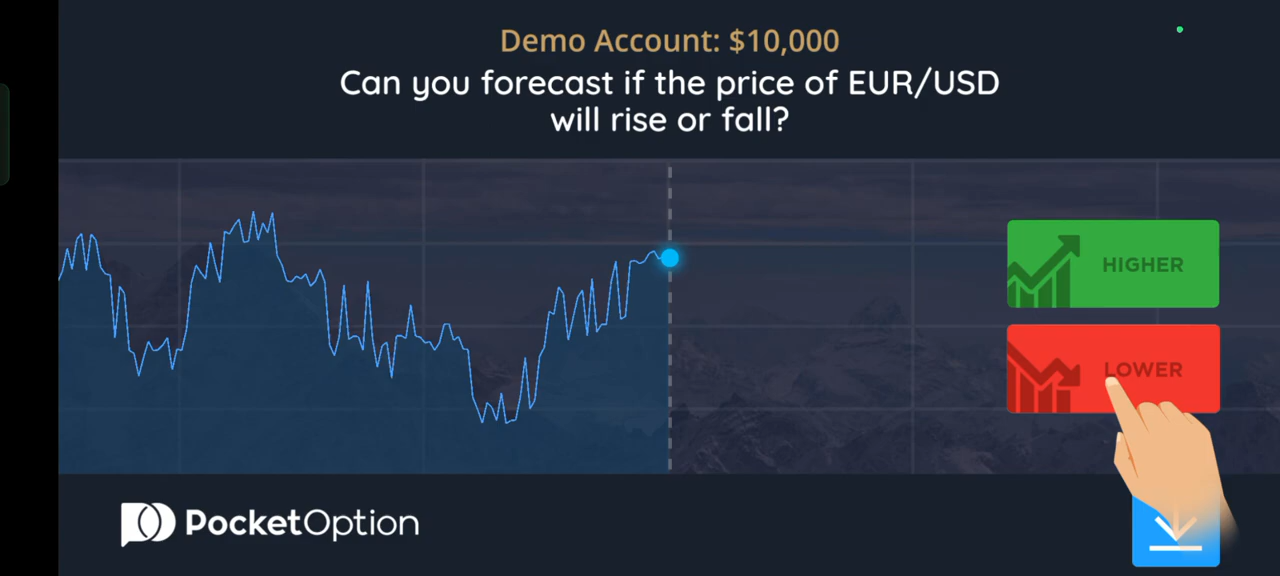 Demo Account: $10,000
Can you forecast if the price of EUR/USD
will rise or fall?
HIGHER
LOWER
PocketOption